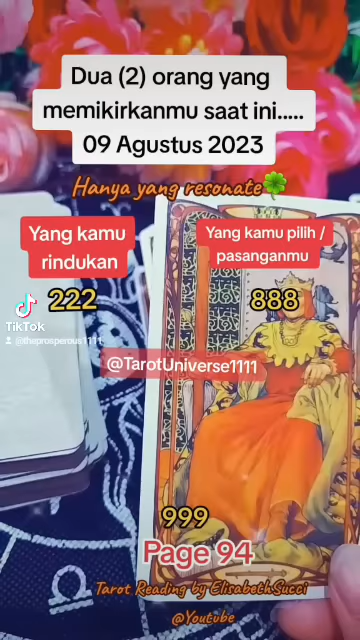 Dua (2) orang yang
memikirkanmu saat ini.....
09 Agustus 2023
Hanya yang resonate🍀
Yang kamu
rindukan
Yang kamu pilih /
pasanganmu
222
888
TikTok
@theprosperous1111
@TarotUniverse1111
999
Page 94
Tarot Reading by ElisabethSucci
@Youtube